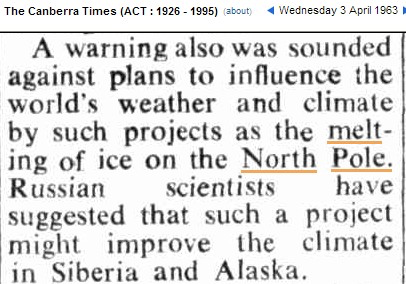 The Canberra Times (ACT : 1926 - 1995) (about) ◄ Wednesday 3 April 1963
A warning also was sounded
against plans to influence the
world's weather and climate
by such projects as the melt-
ing of ice on the North Pole.
Russian scientists have
suggested that such a project
might improve the climate
in Siberia and Alaska.